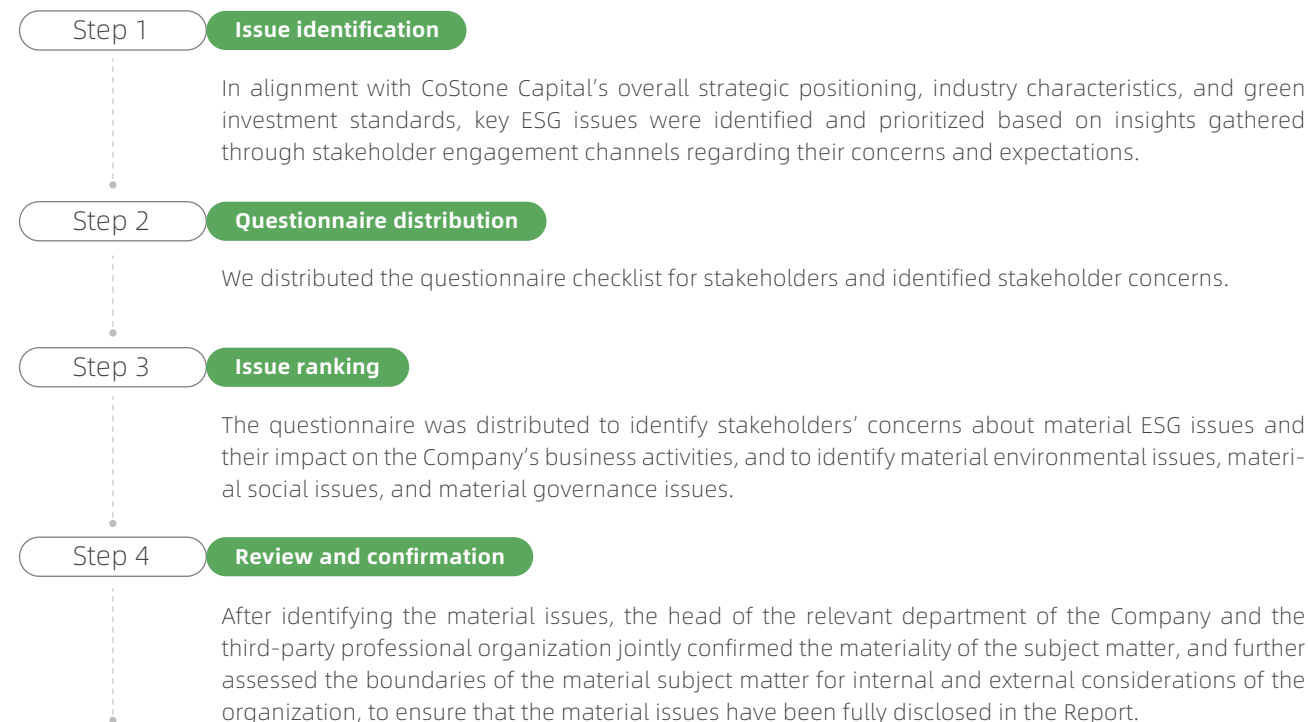 Step 1
Issue identification
In alignment with CoStone Capital's overall strategic positioning, industry characteristics, and green
investment standards, key ESG issues were identified and prioritized based on insights gathered
through stakeholder engagement channels regarding their concerns and expectations.
Step 2
Questionnaire distribution
We distributed the questionnaire checklist for stakeholders and identified stakeholder concerns.
Step 3
Issue ranking
The questionnaire was distributed to identify stakeholders' concerns about material ESG issues and
their impact on the Company's business activities, and to identify material environmental issues, materi-
al social issues, and material governance issues.
Step 4
Review and confirmation
After identifying the material issues, the head of the relevant department of the Company and the
third-party professional organization jointly confirmed the materiality of the subject matter, and further
assessed the boundaries of the material subject matter for internal and external considerations of the
organization, to ensure that the material issues have been fully disclosed in the Report.